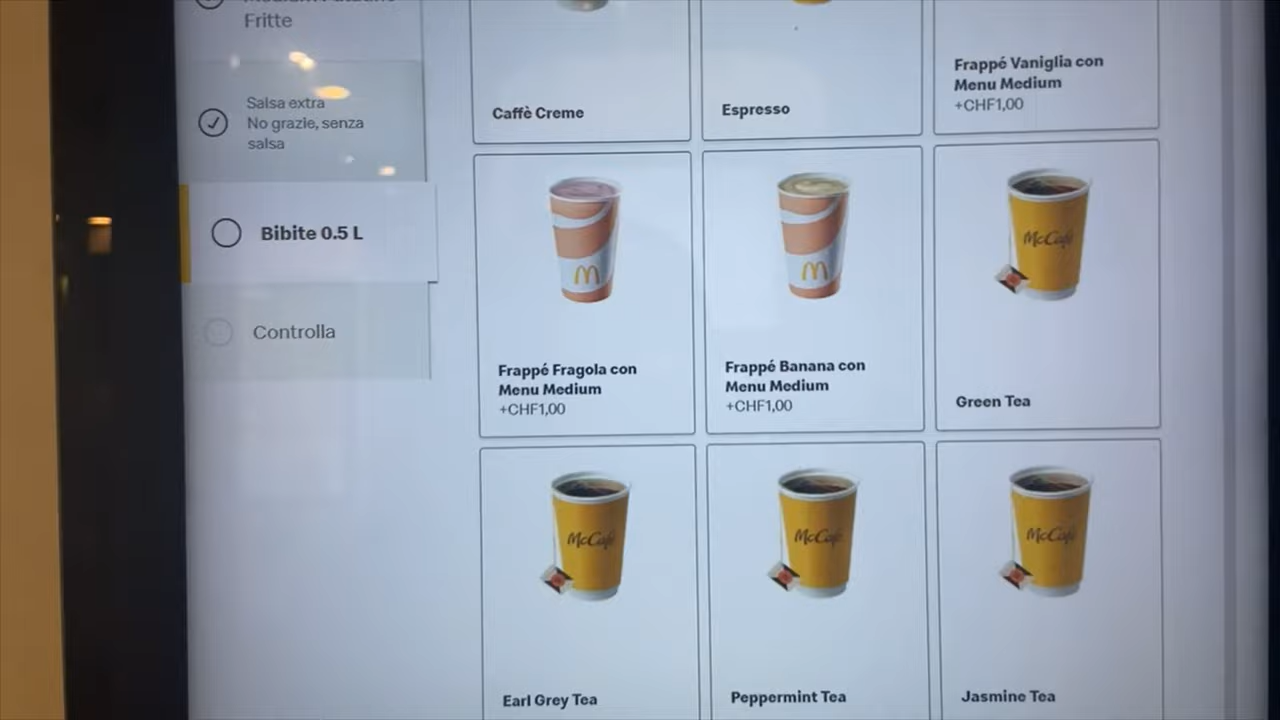 Medium Patatine
Fritte
Salsa extra
No grazie, senza
salsa
Bibite 0.5 L
Controlla
Caffè Creme
Espresso
Frappé Vaniglia con
Menu Medium
+CHF1,00
Frappé Fragola con
Menu Medium
+CHF1,00
Frappé Banana con
Menu Medium
+CHF1,00
McCafé
Green Tea
McCafé
Earl Grey Tea
McCafé
Peppermint Tea
McCafé
Jasmine Tea